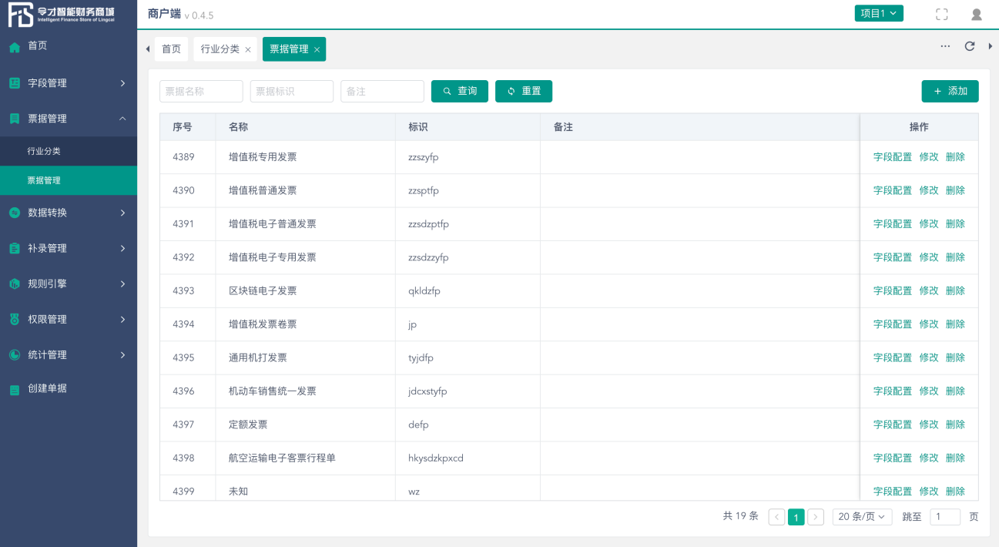 FIS 令才智能财务商城
Intelligent Finance Store of Lingcai
商户端 v 0.4.5
项目1
首页
字段管理
票据管理
行业分类
票据管理
数据转换
补录管理
规则引擎
权限管理
统计管理
创建单据
首页 行业分类 × 票据管理 ×
票据名称 票据标识 备注 查询 重置 + 添加
序号 名称 标识 备注 操作
4389 增值税专用发票 zzszyfp 字段配置 修改 删除
4390 增值税普通发票 zzsptfp 字段配置 修改 删除
4391 增值税电子普通发票 zzsdzptfp 字段配置 修改 删除
4392 增值税电子专用发票 zzsdzzyfp 字段配置 修改 删除
4393 区块链电子发票 qkldzfp 字段配置 修改 删除
4394 增值税发票卷票 jp 字段配置 修改 删除
4395 通用机打发票 tyjdfp 字段配置 修改 删除
4396 机动车销售统一发票 jdcxstyfp 字段配置 修改 删除
4397 定额发票 defp 字段配置 修改 删除
4398 航空运输电子客票行程单 hkysdzkpxcd 字段配置 修改 删除
4399 未知 wz 字段配置 修改 删除
共 19 条 < 1 > 20 条/页 跳至 1 页